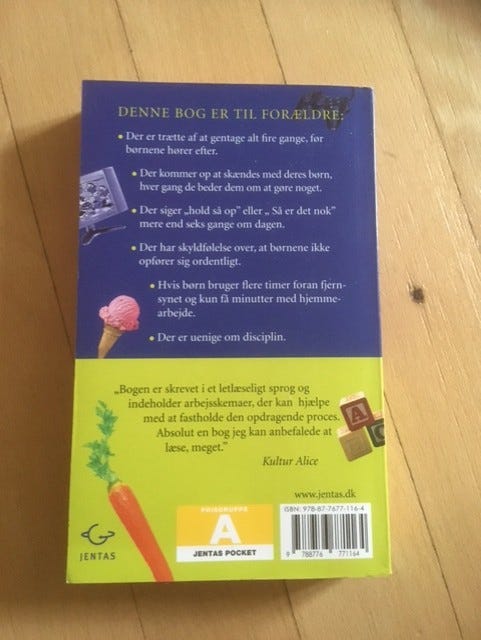 DENNE BOG ER TIL FORÆLDRE:
• Der er trætte af at gentage alt fire gange, før
børnene hører efter.
• Der kommer op at skændes med deres børn,
hver gang de beder dem om at gøre noget.
• Der siger „hold så op” eller „ Så er det nok”
mere end seks gange om dagen.
• Der har skyldfølelse over, at børnene ikke
opfører sig ordentligt.
• Hvis børn bruger flere timer foran fjern-
synet og kun få minutter med hjemme-
arbejde.
• Der er uenige om disciplin.
„Bogen er skrevet i et letlæseligt sprog og
indeholder arbejsskemaer, der kan hjælpe
med at fastholde den opdragende proces.
Absolut en bog jeg kan anbefalede at
læse, meget.”
Kultur Alice
www.jentas.dk
ISBN: 978-87-7677-116-4
9 788776 771164
PRISGRUPPE
A
JENTAS POCKET
JENTAS
A